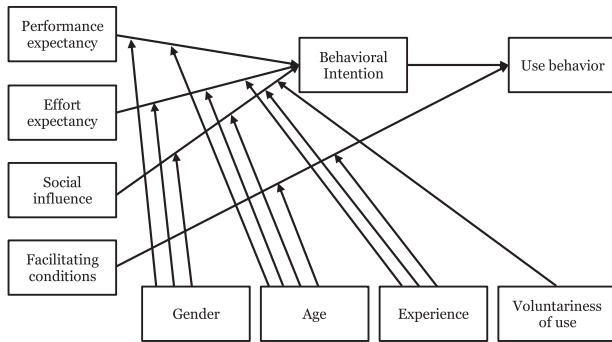 Performance
expectancy
Behavioral
Intention
Use behavior
Effort
expectancy
Social
influence
Facilitating
conditions
Gender
Age
Experience
Voluntariness
of use